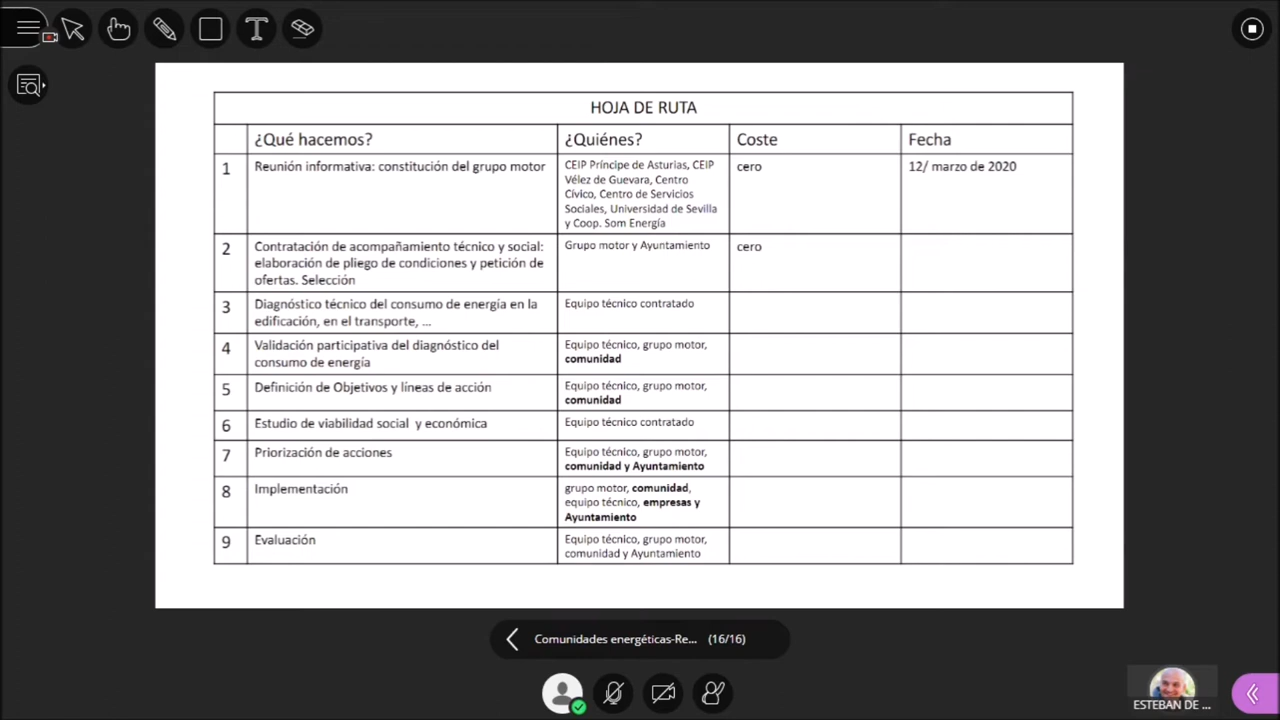 HOJA DE RUTA
¿Qué hacemos?
¿Quiénes?
Coste
Fecha
1
Reunión informativa: constitución del grupo motor
CEIP Príncipe de Asturias, CEIP
Vélez de Guevara, Centro
Cívico, Centro de Servicios
Sociales, Universidad de Sevilla
y Coop. Som Energía
cero
12/ marzo de 2020
2
Contratación de acompañamiento técnico y social:
elaboración de pliego de condiciones y petición de
ofertas. Selección
Grupo motor y Ayuntamiento
cero
3
Diagnóstico técnico del consumo de energía en la
edificación, en el transporte, ...
Equipo técnico contratado
4
Validación participativa del diagnóstico del
consumo de energía
Equipo técnico, grupo motor,
comunidad
5
Definición de Objetivos y líneas de acción
Equipo técnico, grupo motor,
comunidad
6
Estudio de viabilidad social y económica
Equipo técnico contratado
7
Priorización de acciones
Equipo técnico, grupo motor,
comunidad y Ayuntamiento
8
Implementación
grupo motor, comunidad,
equipo técnico, empresas y
Ayuntamiento
9
Evaluación
Equipo técnico, grupo motor,
comunidad y Ayuntamiento
Comunidades energéticas-Re... (16/16)
ESTEBAN DE ...